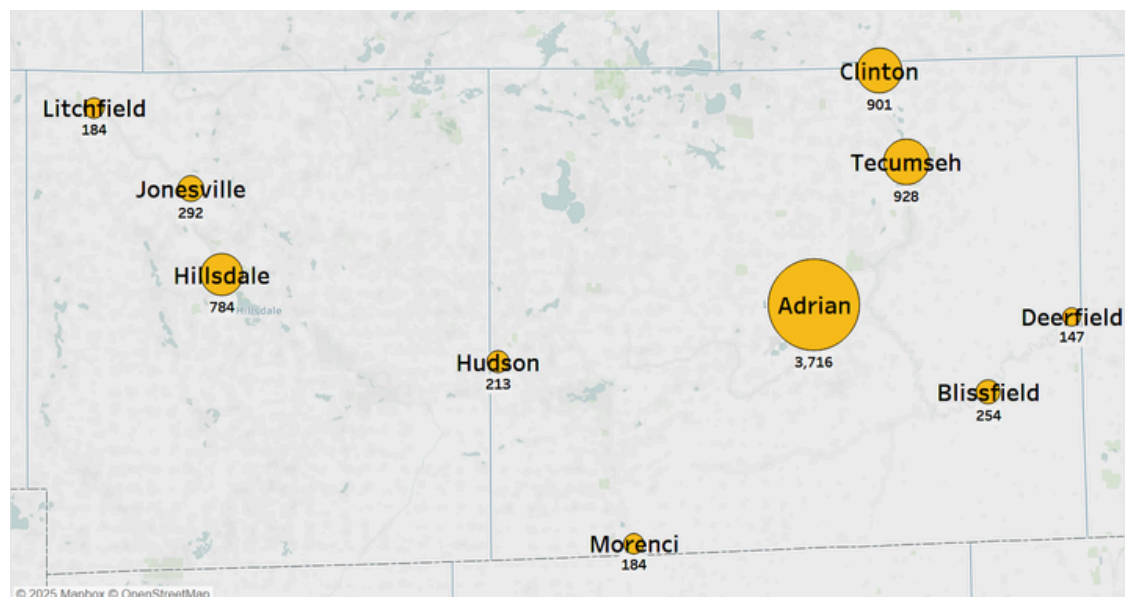 Clinton
901
Litchfield
184
Tecumseh
928
Jonesville
292
Hillsdale
784
Hillsdale
Adrian
3,716
Deerfield
147
Hudson
213
Blissfield
254
Morenci
184
© 2025 Mapbox © OpenStreetMap